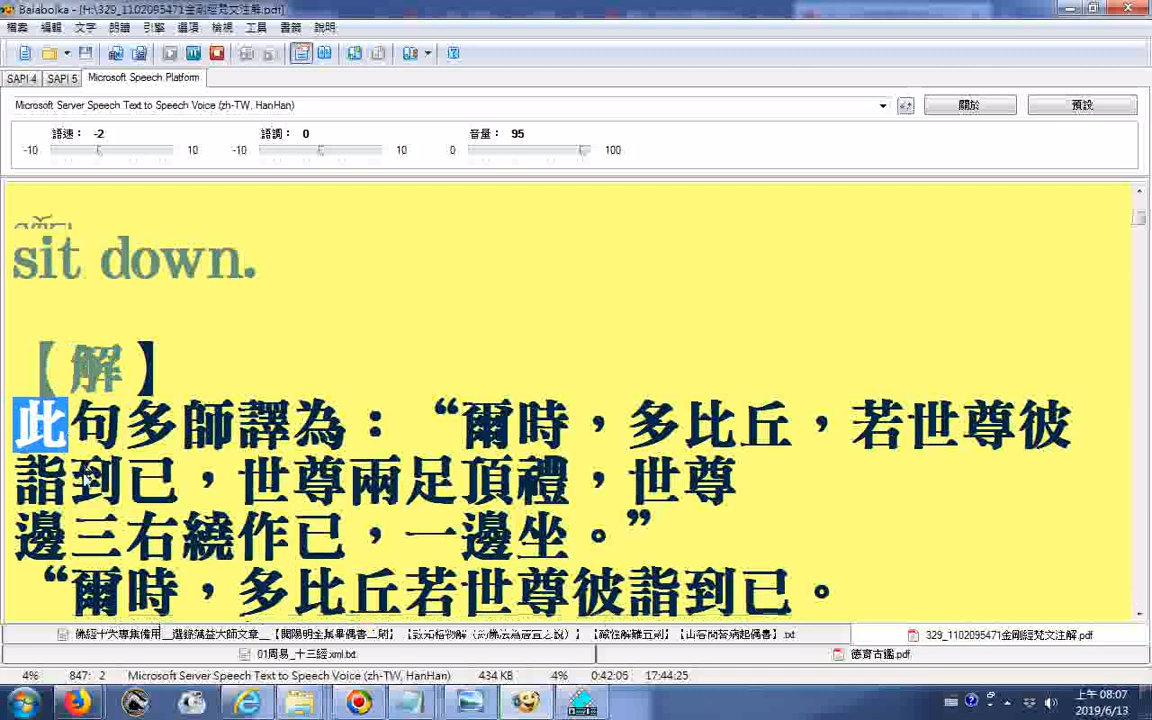 Balabolka - [H:\329_1102095471金剛經梵文注解.pdf]
檔案 編輯 文字 朗讀 引擎 選項 檢視 工具 書籤 說明
SAPI 4 SAPI 5 Microsoft Speech Platform
Microsoft Server Speech Text to Speech Voice (zh-TW, HanHan)
關於 預設
語速： -2 語調： 0 音量： 95
-10 10 -10 10 0 100
sit down.
【解】
此句多師譯為：“爾時，多比丘，若世尊彼
詣到已，世尊兩足頂禮，世尊
邊三右繞作已，一邊坐。”
“爾時，多比丘若世尊彼詣到已。
329_1102095471金剛經梵文注解.pdf
01周易_十三經.xml.txt 德育古鑑.pdf
4% 847: 2 Microsoft Server Speech Text to Speech Voice (zh-TW, HanHan) 434 KB 4% 0:42:05 17:44:25
上午 08:07
2019/6/13